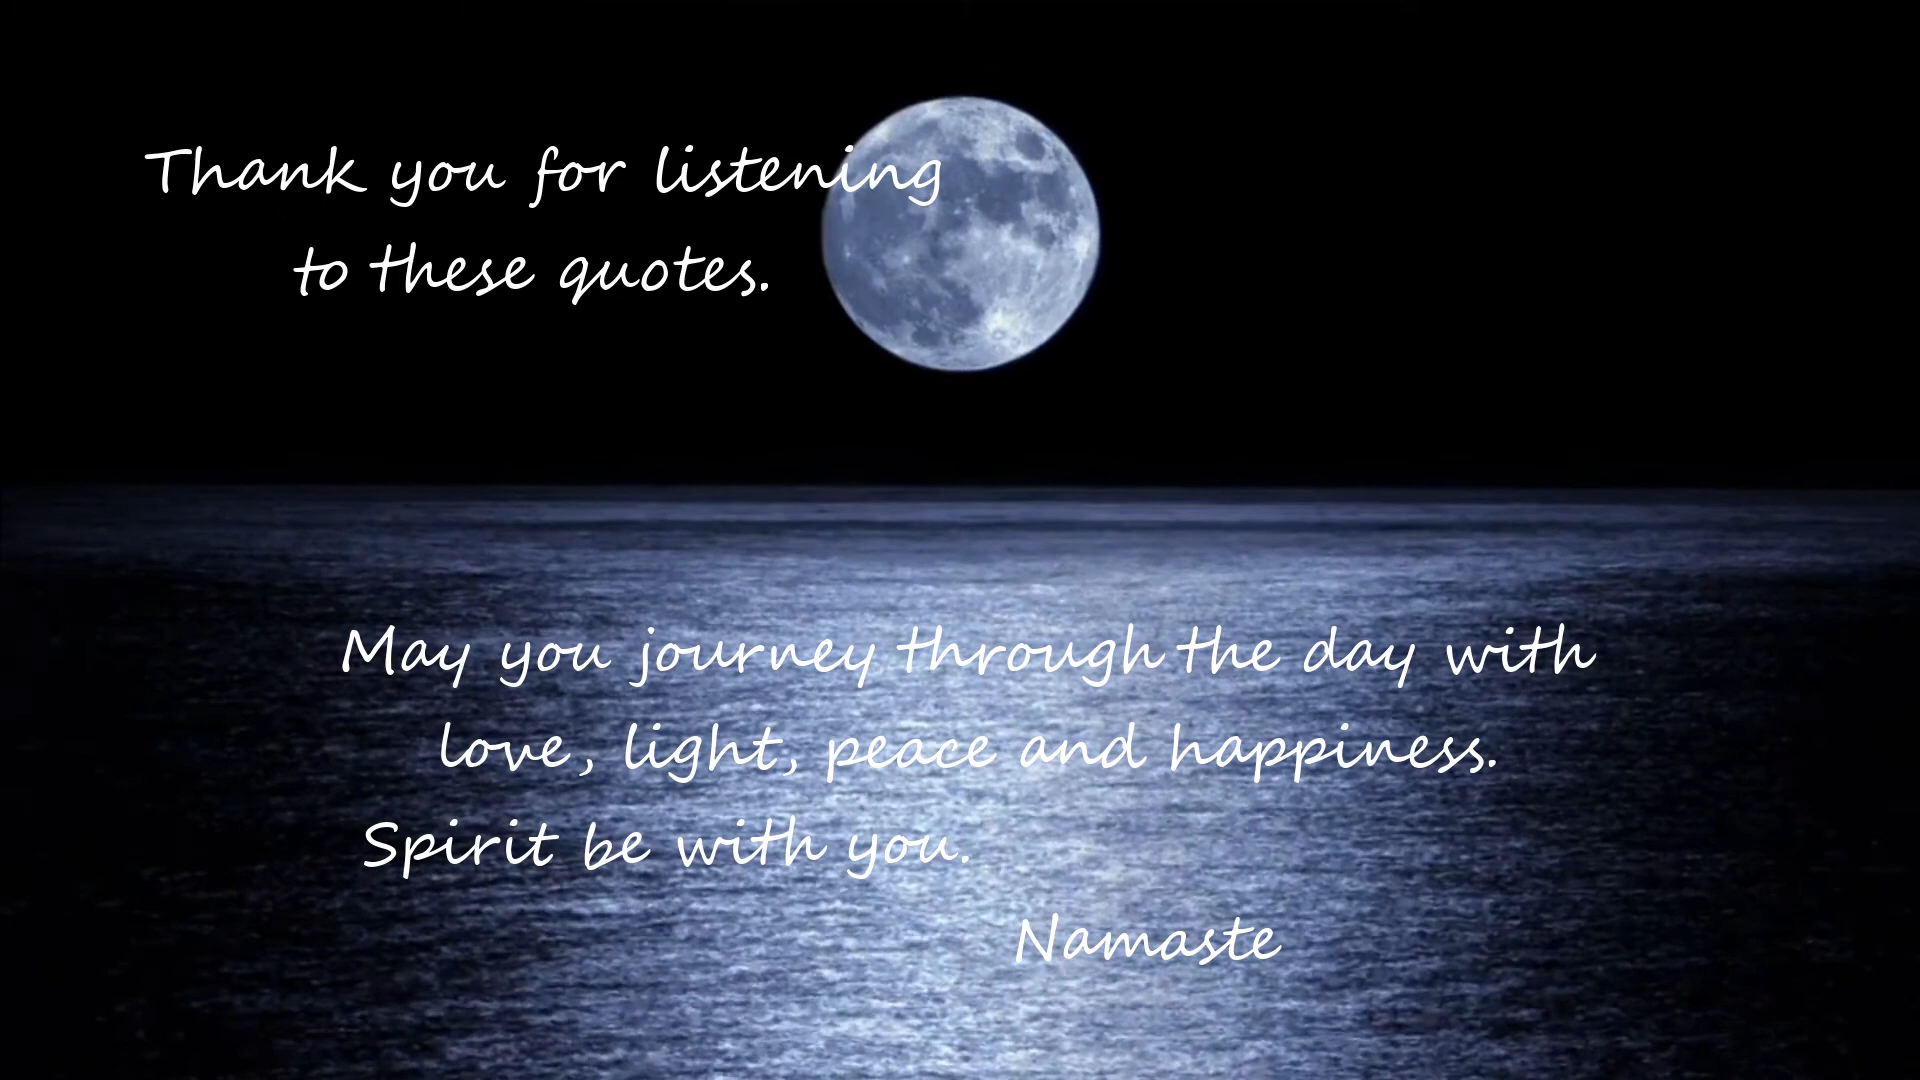 Thank you for listening
to these quotes.
May you journey through the day with
love, light, peace and happiness.
Spirit be with you.
Namaste